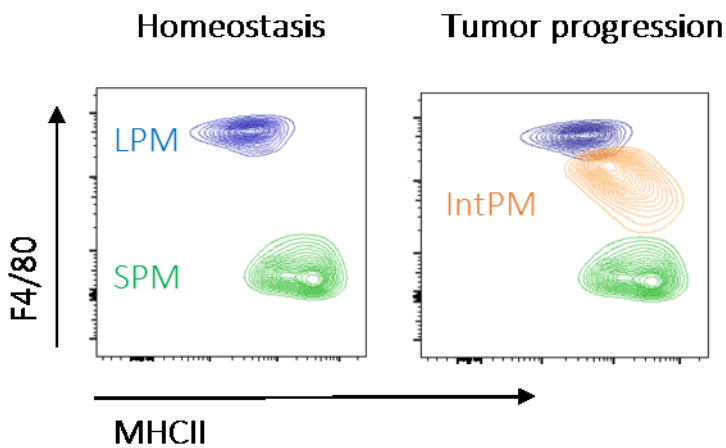 Homeostasis
Tumor progression
LPM
SPM
IntPM
F4/80
MHCII